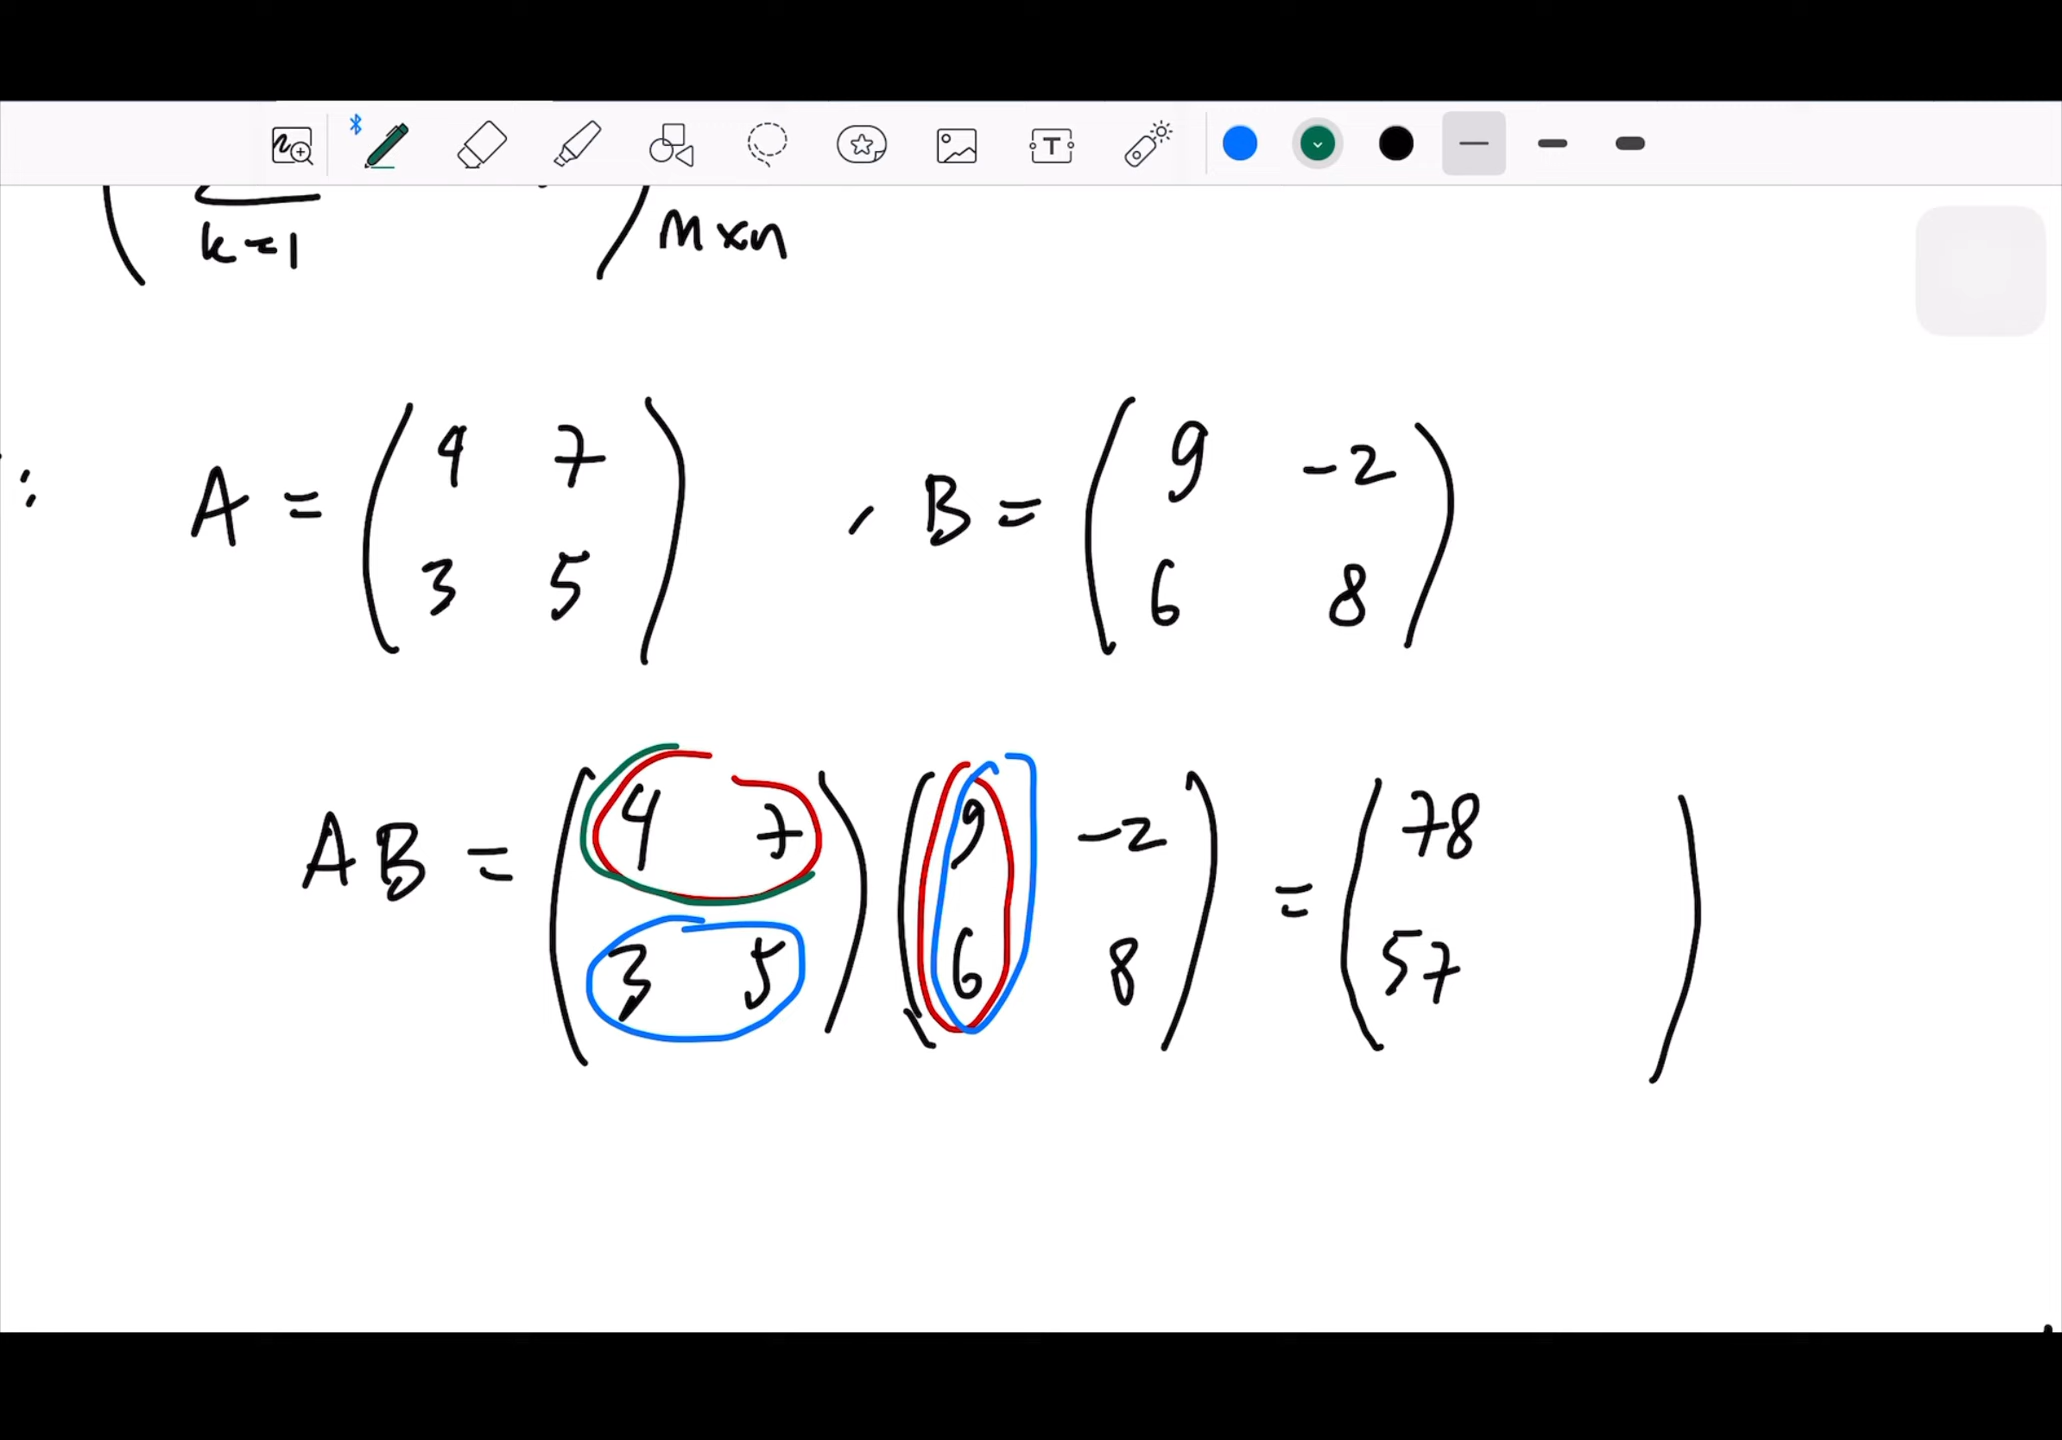 k=1 m×n
A = ( 4 7 , B = ( 9 -2
3 5 ) 6 8 )
AB = ( 4 7 ) ( 9 -2 ) = ( 78
3 5 6 8 57 )